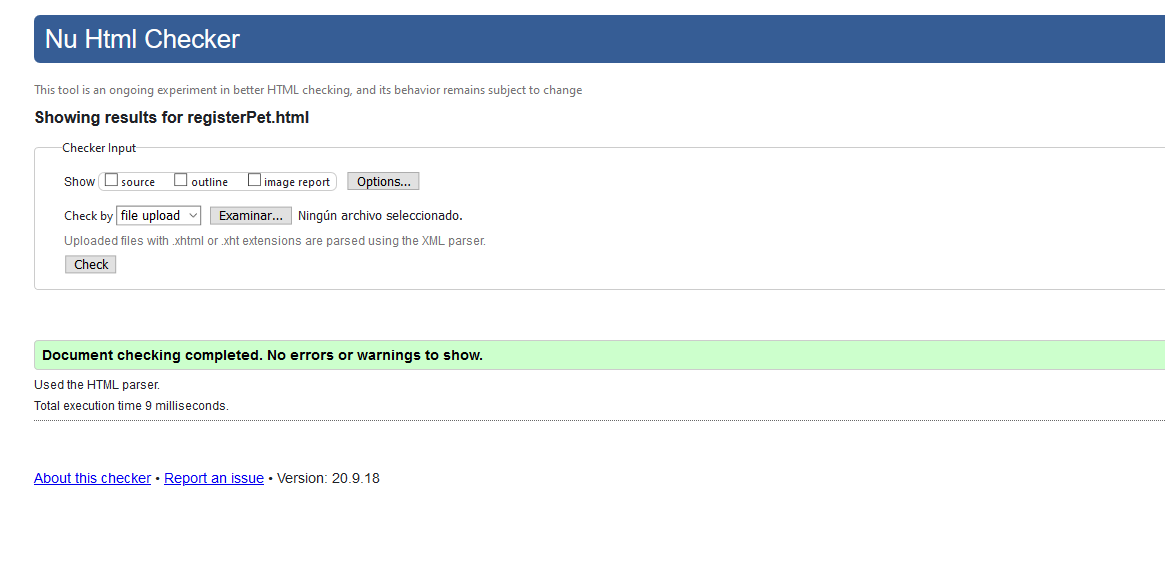 Nu Html Checker
This tool is an ongoing experiment in better HTML checking, and its behavior remains subject to change
Showing results for registerPet.html
Checker Input
Show source outline image report Options...
Check by file upload Examinar... Ningún archivo seleccionado.
Uploaded files with .xhtml or .xht extensions are parsed using the XML parser.
Check
Document checking completed. No errors or warnings to show.
Used the HTML parser.
Total execution time 9 milliseconds.
About this checker • Report an issue • Version: 20.9.18